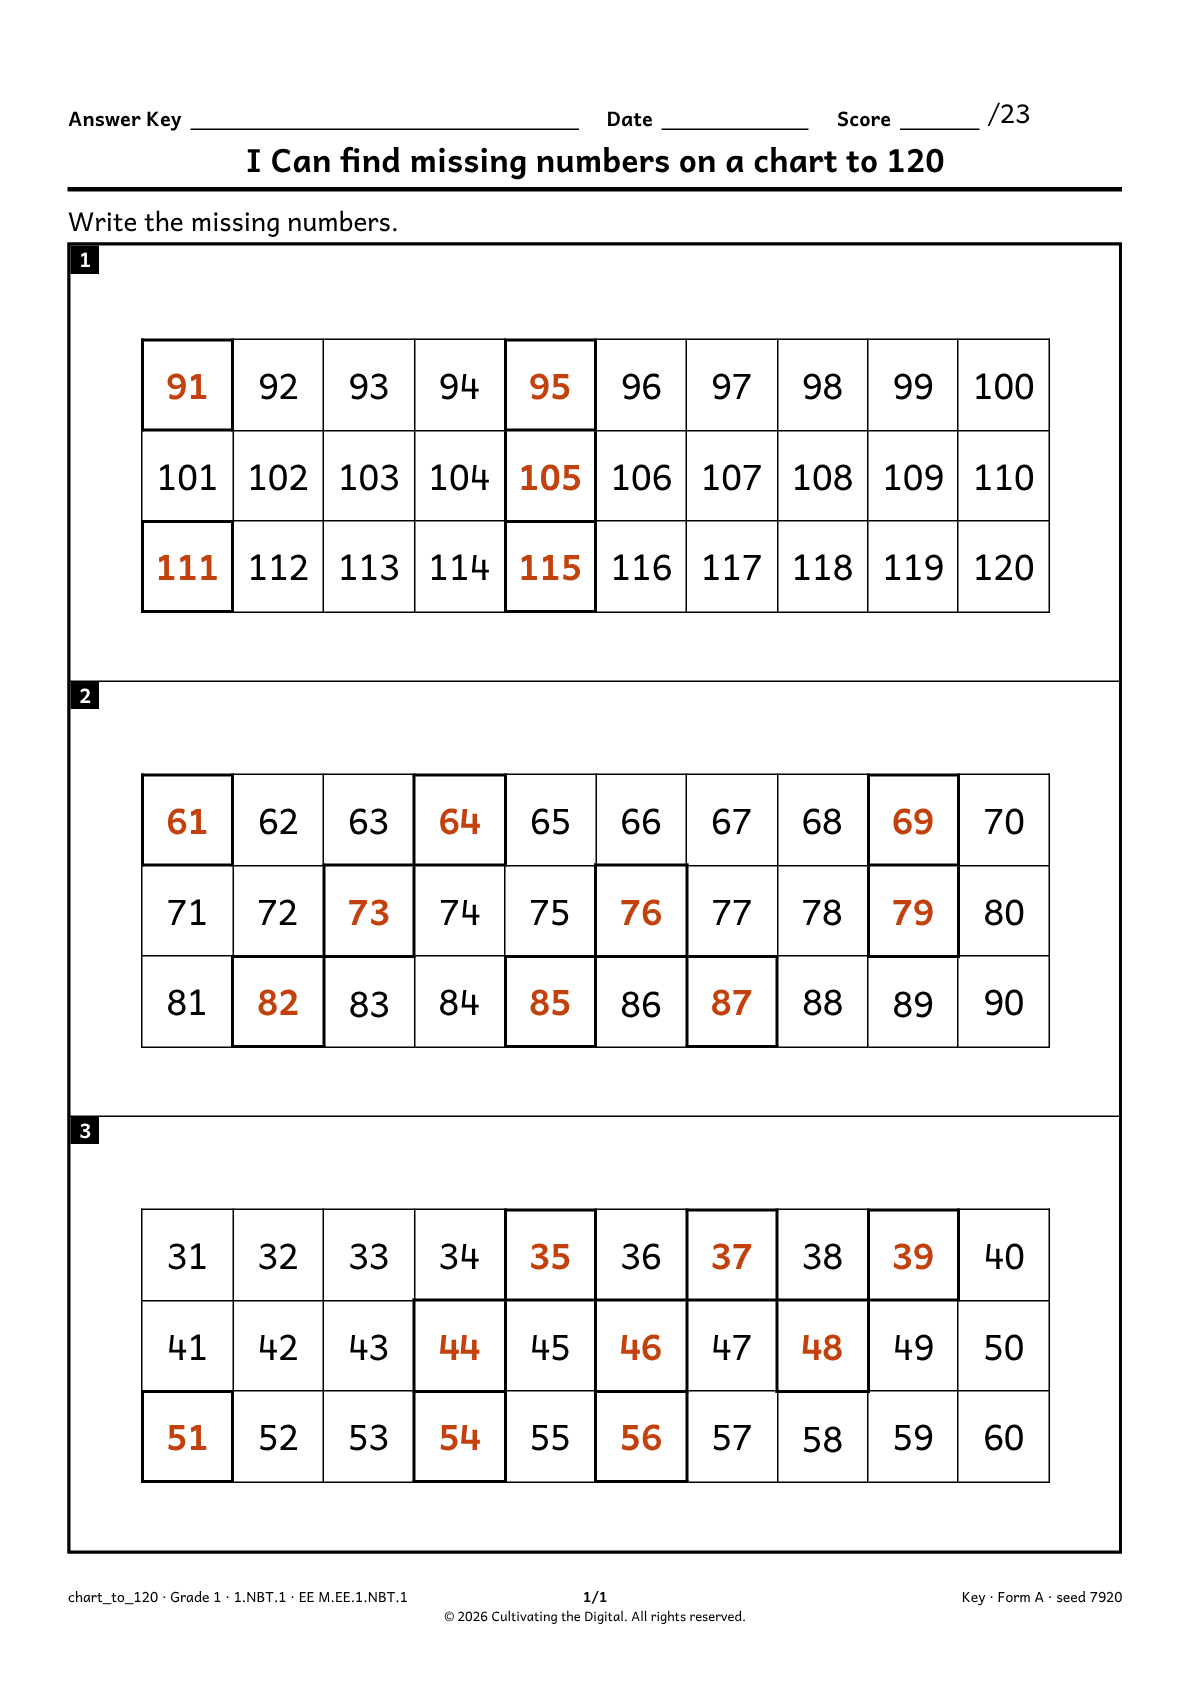 Answer Key Date Score /23
I Can find missing numbers on a chart to 120
Write the missing numbers.
1
91 92 93 94 95 96 97 98 99 100
101 102 103 104 105 106 107 108 109 110
111 112 113 114 115 116 117 118 119 120
2
61 62 63 64 65 66 67 68 69 70
71 72 73 74 75 76 77 78 79 80
81 82 83 84 85 86 87 88 89 90
3
31 32 33 34 35 36 37 38 39 40
41 42 43 44 45 46 47 48 49 50
51 52 53 54 55 56 57 58 59 60
chart_to_120 · Grade 1 · 1.NBT.1 · EE M.EE.1.NBT.1 1/1 Key · Form A · seed 7920
© 2026 Cultivating the Digital. All rights reserved.